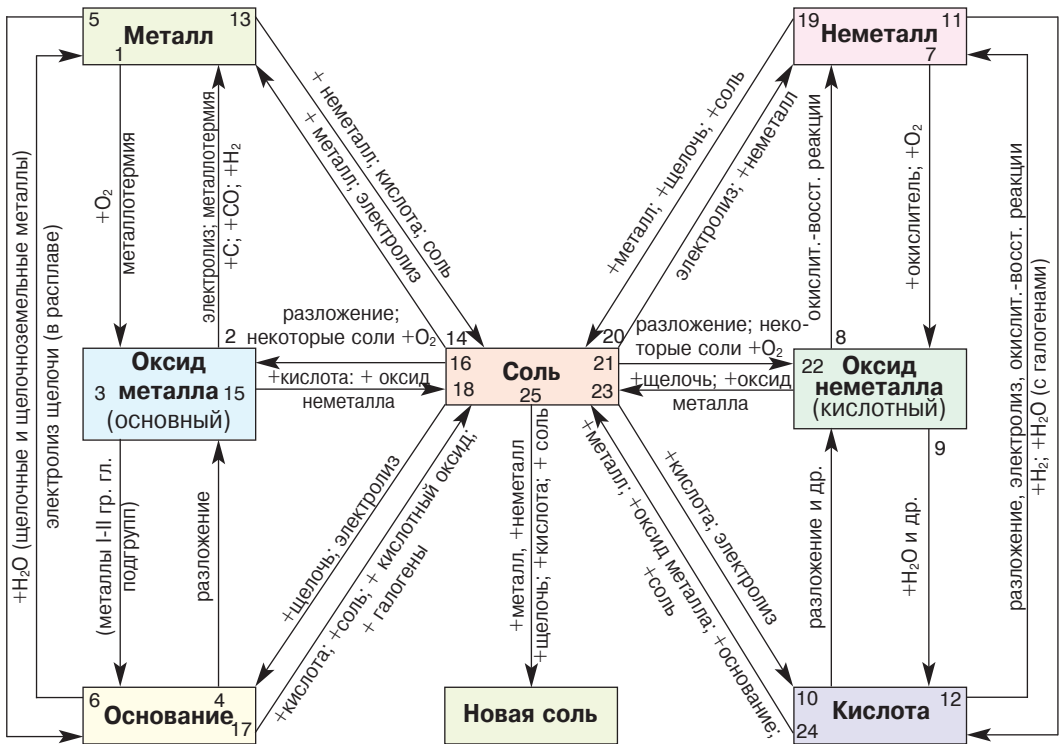 5
13
Металл
1
19
11
Неметалл
7
+H₂O (щелочные и щелочноземельные металлы)
электролиз щелочи (в расплаве)
+O₂
металлотермия
электролиз; металлотермия
+C; +CO; +H₂
+ неметалл; кислота; соль
+ металл; электролиз
+металл; +щелочь; +соль
электролиз; +неметалл
окислит.-восст. реакции
+окислитель; +O₂
разложение, электролиз, окислит.-восст. реакции
+H₂; +H₂O (с галогенами)
2
разложение;
некоторые соли +O₂
14
20
разложение; неко-
торые соли +O₂
8
Оксид
3 металла 15
(основный)
+кислота: + оксид
неметалла
16
21
Соль
18
25
23
+щелочь; +оксид
металла
22
Оксид
неметалла
(кислотный)
9
(металлы I-II гр. гл.
подгрупп)
разложение
+щелочь; электролиз
+кислота; +соль; + кислотный оксид;
+ галогены
+металл, +неметалл
+щелочь; +кислота; + соль
+кислота; электролиз
+металл; +оксид металла; +основание;
+соль
разложение и др.
+H₂O и др.
6
4
Основание
17
Новая соль
10
12
Кислота
24